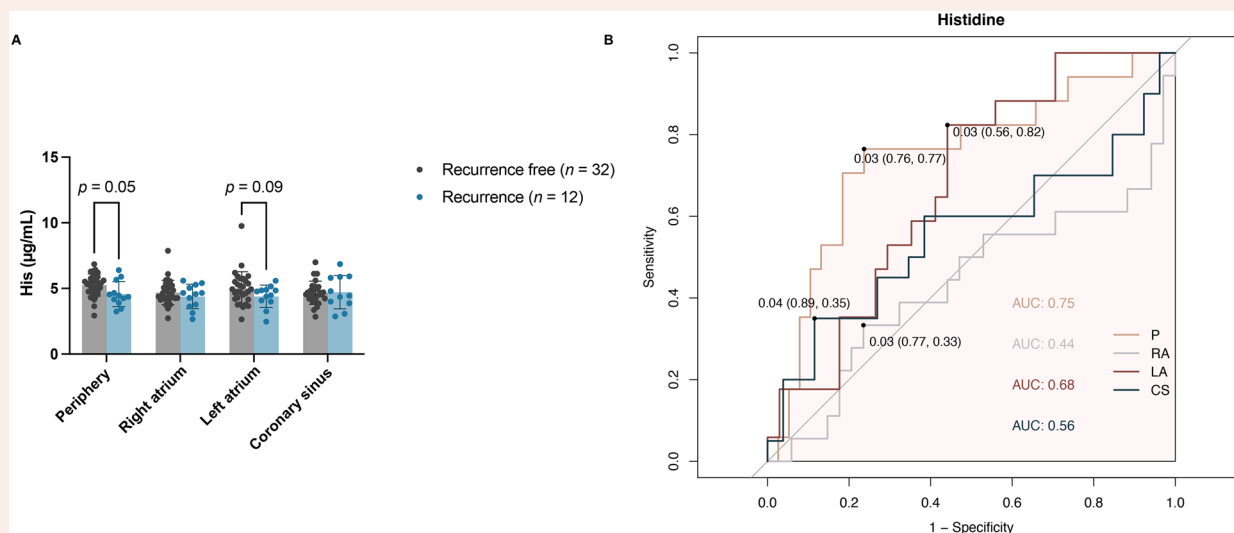 A
His (µg/mL)
15
10
5
0
p = 0.05
p = 0.09
Periphery
Right atrium
Left atrium
Coronary sinus
Recurrence free (n = 32)
Recurrence (n = 12)
B
Histidine
Sensitivity
1.0
0.8
0.6
0.4
0.2
0.0
0.03 (0.56, 0.82)
0.03 (0.76, 0.77)
0.04 (0.89, 0.35)
0.03 (0.77, 0.33)
AUC: 0.75
AUC: 0.44
AUC: 0.68
AUC: 0.56
P
RA
LA
CS
0.0 0.2 0.4 0.6 0.8 1.0
1 − Specificity